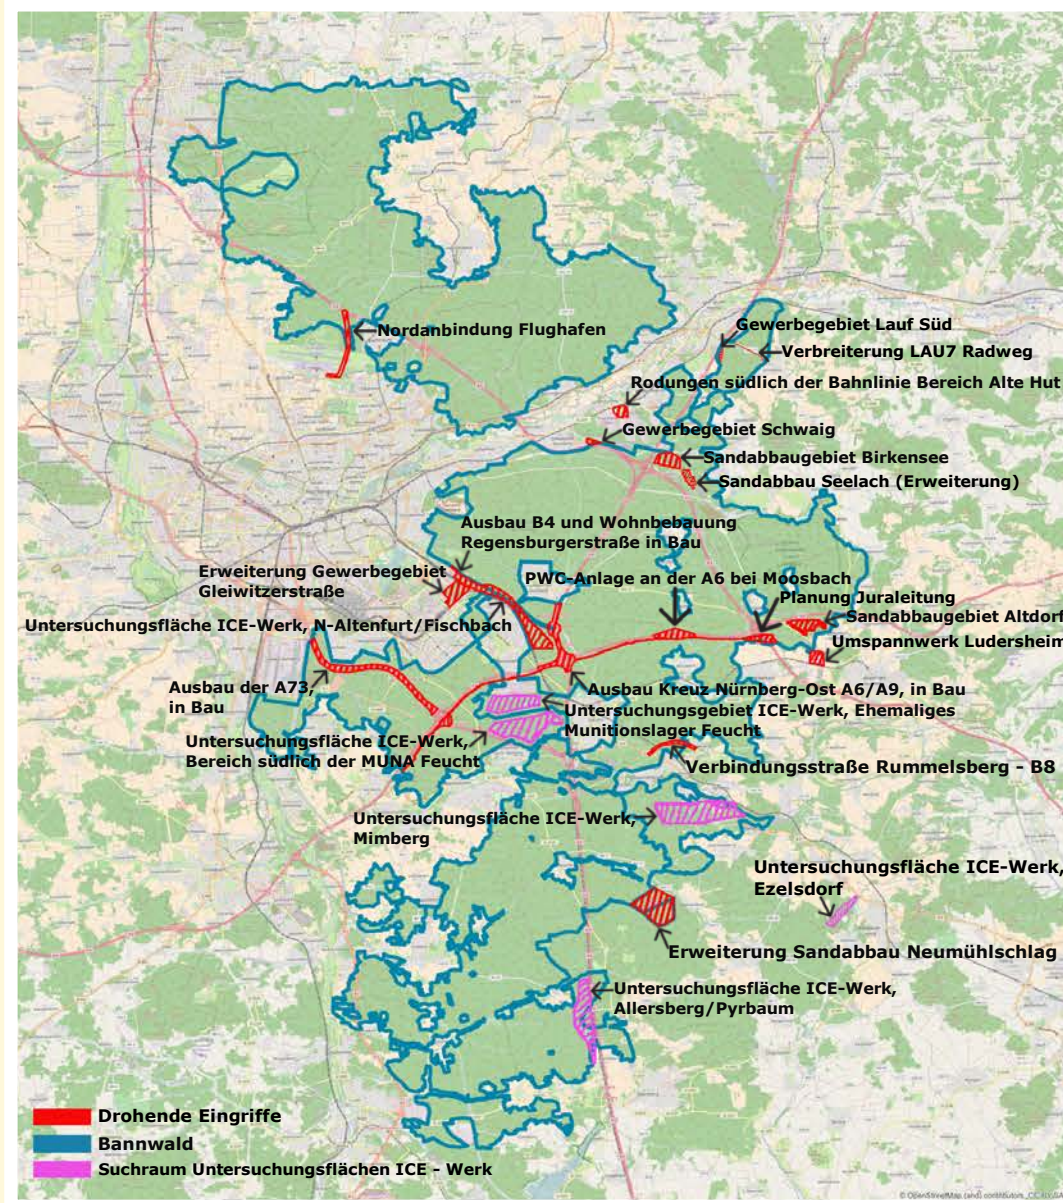 Nordanbindung Flughafen
Gewerbegebiet Lauf Süd
Verbreiterung LAU7 Radweg
Rodungen südlich der Bahnlinie Bereich Alte Hut
Gewerbegebiet Schwaig
Sandabbaugebiet Birkensee
Sandabbau Seelach (Erweiterung)
Ausbau B4 und Wohnbebauung
Regensburgerstraße in Bau
Erweiterung Gewerbegebiet
Gleiwitzerstraße
PWC-Anlage an der A6 bei Moosbach
Planung Juraleitung
Sandabbaugebiet Altdorf
Untersuchungsfläche ICE-Werk, N-Altenfurt/Fischbach
Umspannwerk Ludersheim
Ausbau der A73,
in Bau
Ausbau Kreuz Nürnberg-Ost A6/A9, in Bau
Untersuchungsgebiet ICE-Werk, Ehemaliges
Munitionslager Feucht
Untersuchungsfläche ICE-Werk,
Bereich südlich der MUNA Feucht
Verbindungsstraße Rummelsberg - B8
Untersuchungsfläche ICE-Werk,
Mimberg
Untersuchungsfläche ICE-Werk,
Ezelsdorf
Erweiterung Sandabbau Neumühlschlag
Untersuchungsfläche ICE-Werk,
Allersberg/Pyrbaum
Drohende Eingriffe
Bannwald
Suchraum Untersuchungsflächen ICE - Werk